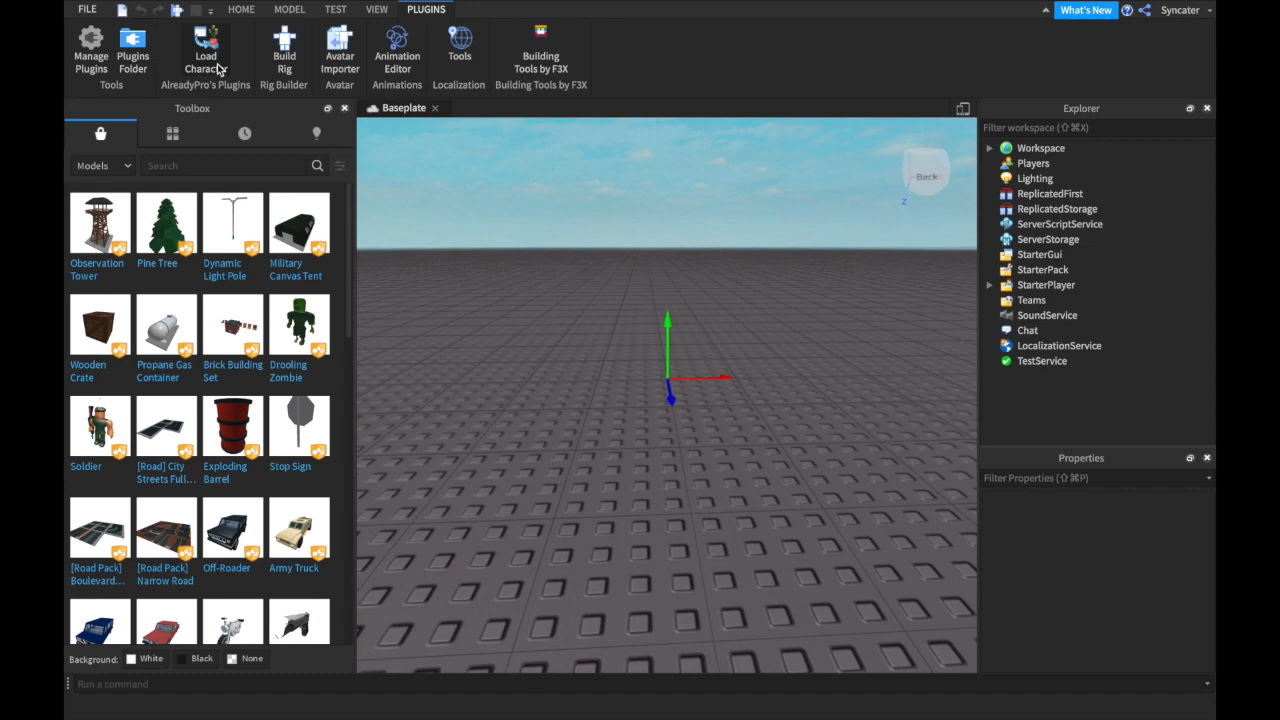 FILE HOME MODEL TEST VIEW PLUGINS What's New Syncater
Manage Plugins
Plugins Folder
Tools
Load Character
AlreadyPro's Plugins
Build Rig
Rig Builder
Avatar Importer
Avatar
Animation Editor
Animations
Tools
Localization
Building Tools by F3X
Building Tools by F3X
Toolbox
Models Search
Observation Tower
Pine Tree
Dynamic Light Pole
Military Canvas Tent
Wooden Crate
Propane Gas Container
Brick Building Set
Drooling Zombie
Soldier
[Road] City Streets Full...
Exploding Barrel
Stop Sign
[Road Pack] Boulevard...
[Road Pack] Narrow Road
Off-Roader
Army Truck
Background: White Black None
Baseplate
Back
Z
Explorer
Filter workspace (⇧⌘X)
Workspace
Players
Lighting
ReplicatedFirst
ReplicatedStorage
ServerScriptService
ServerStorage
StarterGui
StarterPack
StarterPlayer
Teams
SoundService
Chat
LocalizationService
TestService
Properties
Filter Properties (⇧⌘P)
Run a command